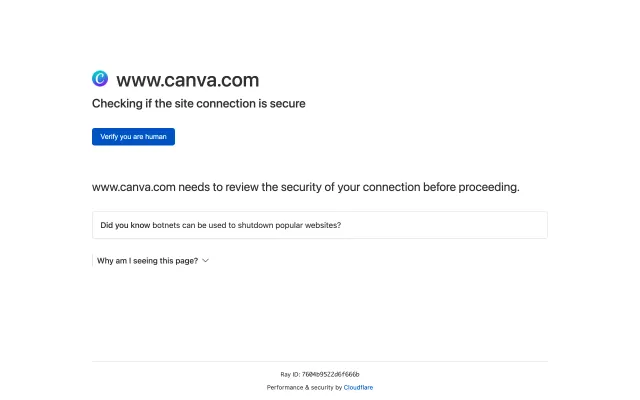 www.canva.com
Checking if the site connection is secure
Verify you are human
www.canva.com needs to review the security of your connection before proceeding.
Did you know botnets can be used to shutdown popular websites?
Why am I seeing this page?
Ray ID: 7604b9522d6f666b
Performance & security by Cloudflare